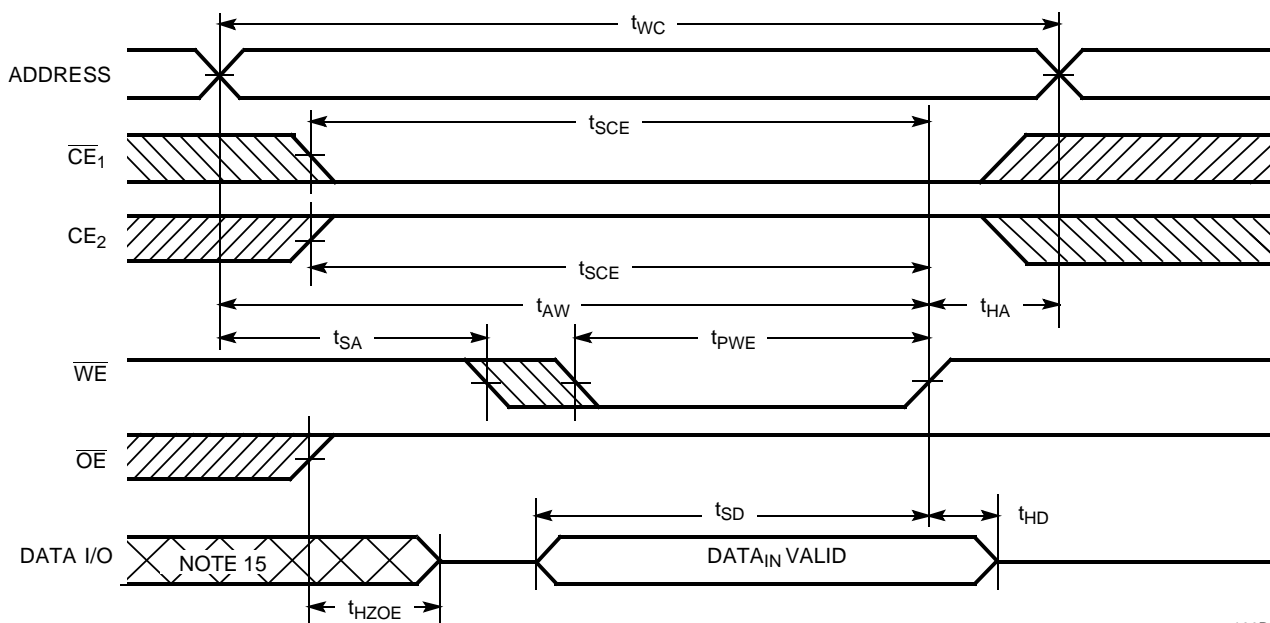 tWC
ADDRESS
tSCE
CE1
CE2
tSCE
tAW
tHA
tSA
tPWE
WE
OE
tSD
tHD
DATA I/O
NOTE 15
DATAIN VALID
tHZOE